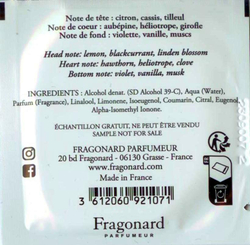 Note de tête : citron, cassis, tilleul
Note de coeur : aubépine, héliotrope, girofle
Note de fond : violette, vanille, muscs
Head note: lemon, blackcurrant, linden blossom
Heart note: hawthorn, heliotrope, clove
Bottom note: violet, vanilla, musk
INGREDIENTS : Alcohol denat. (SD Alcohol 39-C), Aqua (Water),
Parfum (Fragrance), Linalool, Limonene, Isoeugenol, Coumarin, Citral, Eugenol,
Alpha-Isomethyl Ionone.
ÉCHANTILLON GRATUIT, NE PEUT ÊTRE VENDU
SAMPLE NOT FOR SALE
FRAGONARD PARFUMEUR
20 bd Fragonard - 06130 Grasse - France
www.fragonard.com
Made in France
3 612060 921071
Fragonard
PARFUMEUR